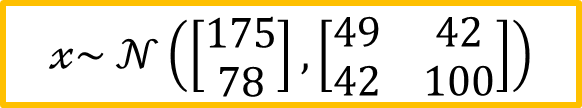 x~ 𝒩 ([175 78], [49 42 42 100])